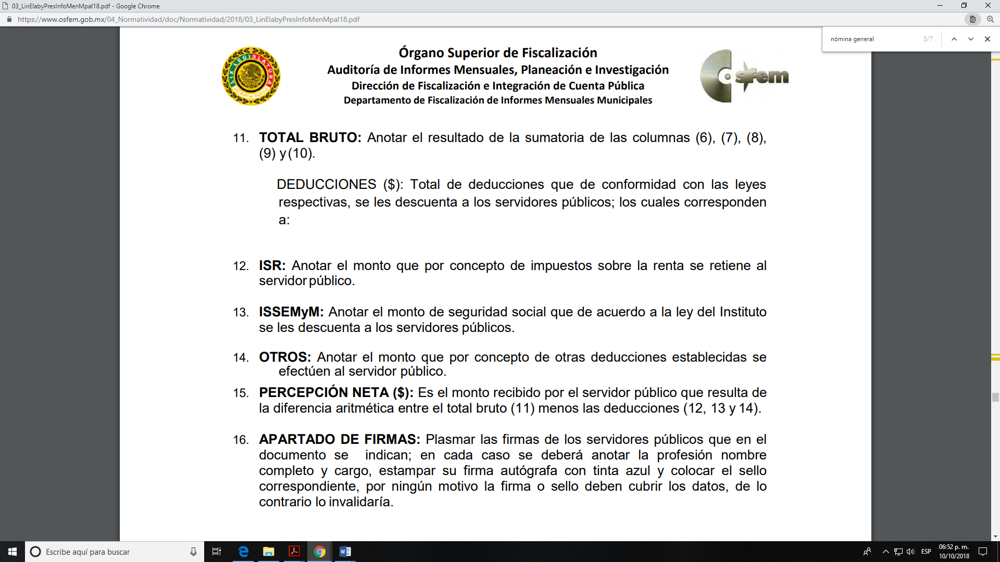 03_LinElabyPresInfoMenMpal18.pdf - Google Chrome
https://www.osfem.gob.mx/04_Normatividad/doc/Normatividad/2018/03_LinElabyPresInfoMenMpal18.pdf
nómina general 5/7
Órgano Superior de Fiscalización
Auditoría de Informes Mensuales, Planeación e Investigación
Dirección de Fiscalización e Integración de Cuenta Pública
Departamento de Fiscalización de Informes Mensuales Municipales
LIX LEGISLATURA
Osfem
11. TOTAL BRUTO: Anotar el resultado de la sumatoria de las columnas (6), (7), (8),
(9) y (10).
DEDUCCIONES ($): Total de deducciones que de conformidad con las leyes
respectivas, se les descuenta a los servidores públicos; los cuales corresponden
a:
12. ISR: Anotar el monto que por concepto de impuestos sobre la renta se retiene al
servidor público.
13. ISSEMyM: Anotar el monto de seguridad social que de acuerdo a la ley del Instituto
se les descuenta a los servidores públicos.
14. OTROS: Anotar el monto que por concepto de otras deducciones establecidas se
efectúen al servidor público.
15. PERCEPCIÓN NETA ($): Es el monto recibido por el servidor público que resulta de
la diferencia aritmética entre el total bruto (11) menos las deducciones (12, 13 y 14).
16. APARTADO DE FIRMAS: Plasmar las firmas de los servidores públicos que en el
documento se indican; en cada caso se deberá anotar la profesión nombre
completo y cargo, estampar su firma autógrafa con tinta azul y colocar el sello
correspondiente, por ningún motivo la firma o sello deben cubrir los datos, de lo
contrario lo invalidaría.
Escribe aquí para buscar
ESP
06:52 p. m.
10/10/2018